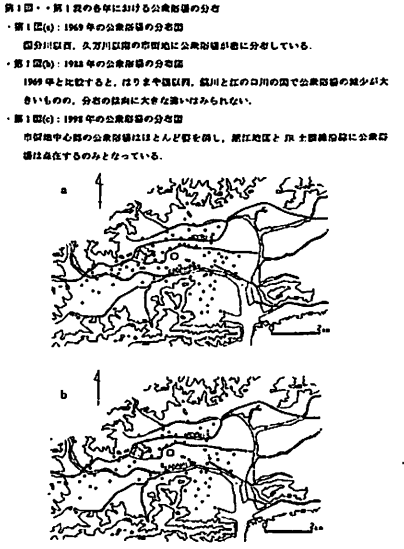 第1図・・第1表の各年における公衆浴場の分布
・第1図(a)：1969年の公衆浴場の分布図
国分川以西，久万川以南の市街地に公衆浴場が密に分布している．
・第1図(b)：1988年の公衆浴場の分布図
1969年と比較すると，はりまや橋以西，鏡川と江の口川の間で公衆浴場の減少が大
きいものの，分布の傾向に大きな違いはみられない．
・第1図(c)：1998年の公衆浴場の分布図
市街地中心部の公衆浴場はほとんど姿を消し，旭地区と JR 土讃線沿線に公衆浴
場は点在するのみとなっている．
a
b